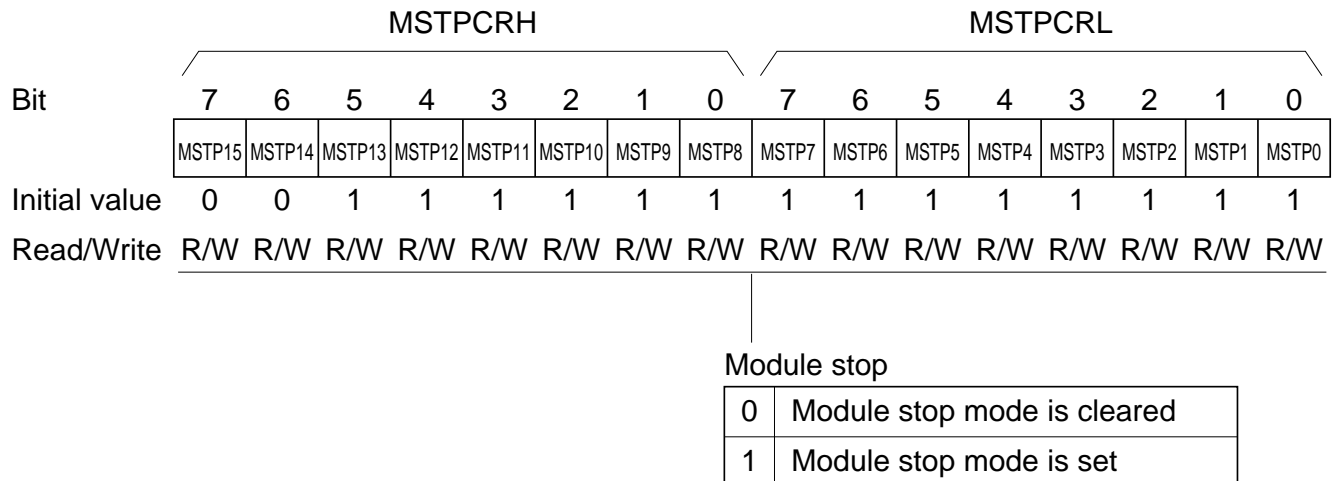 MSTPCRH MSTPCRL
Bit 7 6 5 4 3 2 1 0 7 6 5 4 3 2 1 0
MSTP15 MSTP14 MSTP13 MSTP12 MSTP11 MSTP10 MSTP9 MSTP8 MSTP7 MSTP6 MSTP5 MSTP4 MSTP3 MSTP2 MSTP1 MSTP0
Initial value 0 0 1 1 1 1 1 1 1 1 1 1 1 1 1 1
Read/Write R/W R/W R/W R/W R/W R/W R/W R/W R/W R/W R/W R/W R/W R/W R/W R/W
Module stop
0 Module stop mode is cleared
1 Module stop mode is set